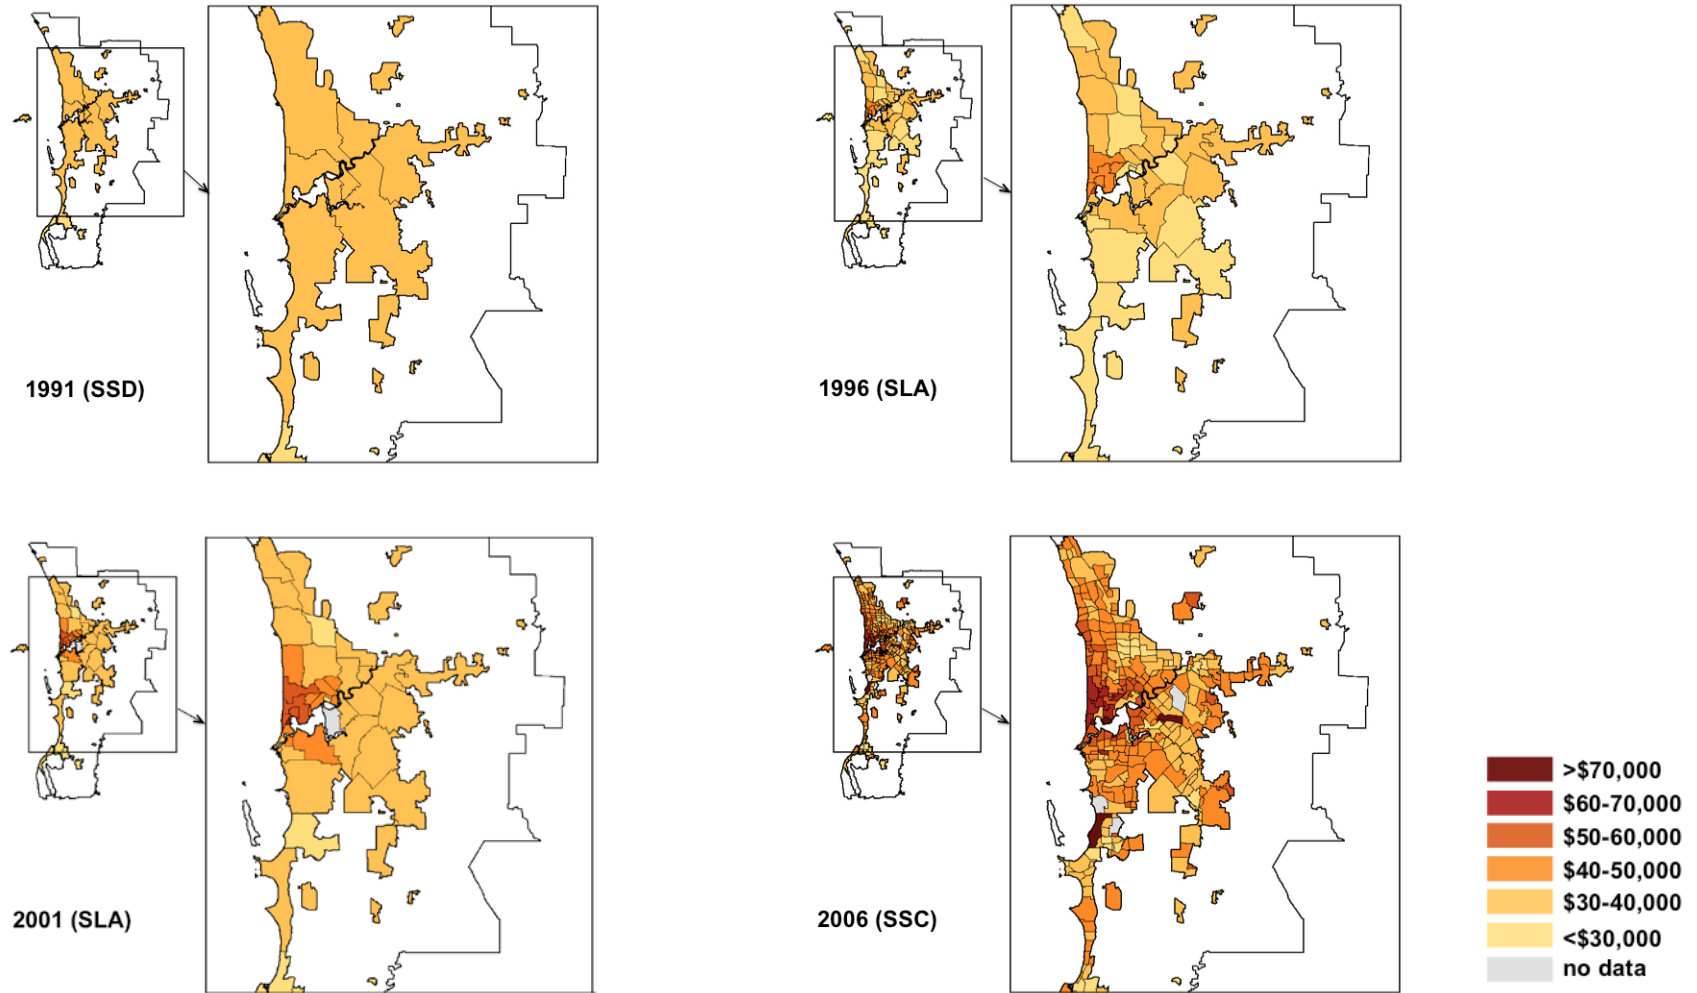 1991 (SSD)
1996 (SLA)
2001 (SLA)
2006 (SSC)
>$70,000
$60-70,000
$50-60,000
$40-50,000
$30-40,000
<$30,000
no data